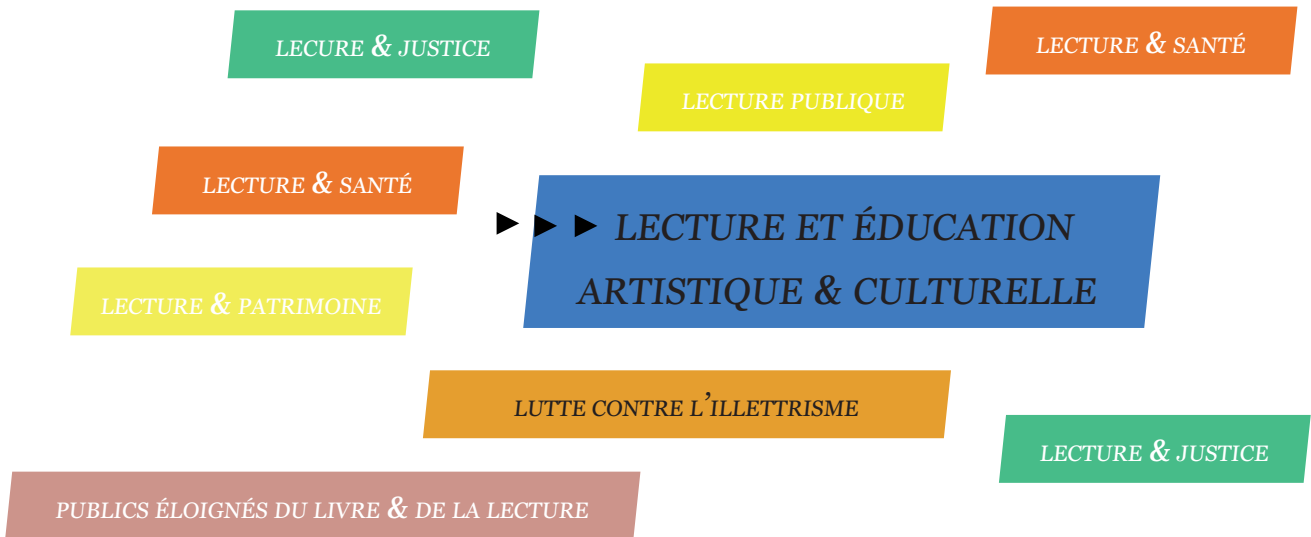 LECURE & JUSTICE
LECTURE & SANTÉ
LECTURE PUBLIQUE
LECTURE & SANTÉ
►►► LECTURE ET ÉDUCATION
ARTISTIQUE & CULTURELLE
LECTURE & PATRIMOINE
LUTTE CONTRE L’ILLETTRISME
LECTURE & JUSTICE
PUBLICS ÉLOIGNÉS DU LIVRE & DE LA LECTURE